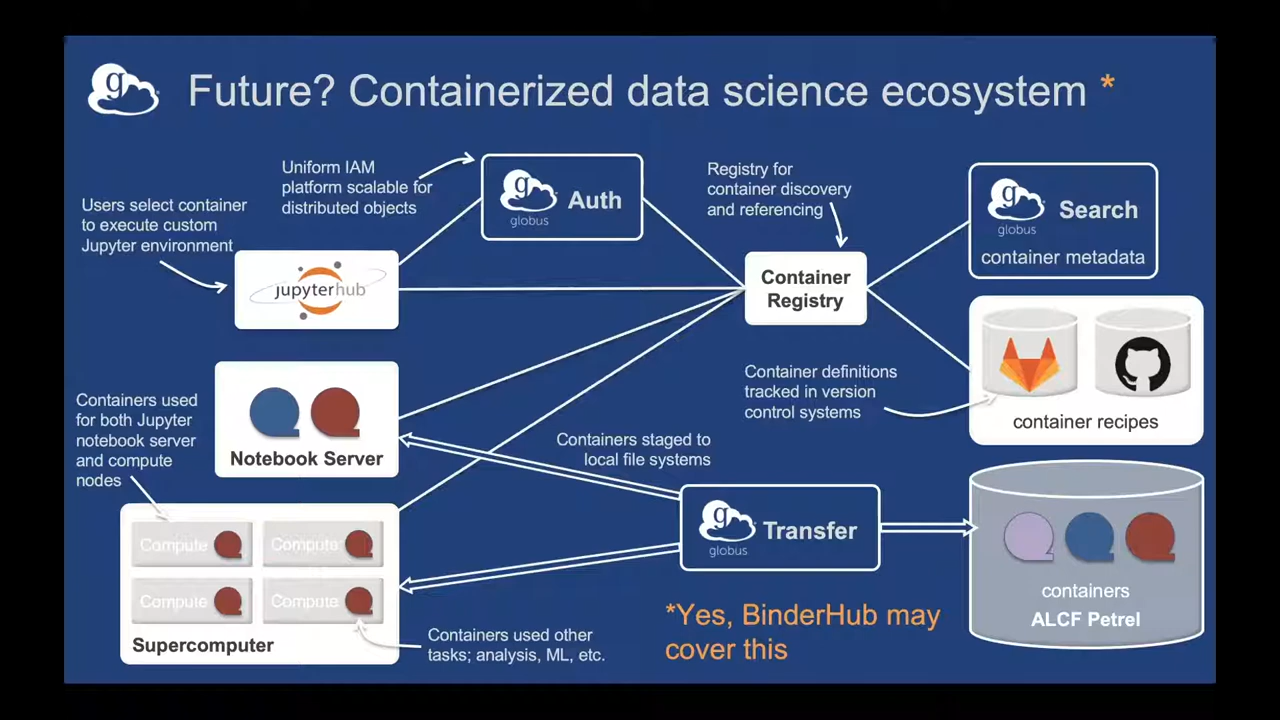 g
Future? Containerized data science ecosystem *
Uniform IAM
platform scalable for
distributed objects
g
globus
Auth
Registry for
container discovery
and referencing
g
globus
Search
container metadata
Users select container
to execute custom
Jupyter environment
jupyterhub
Container
Registry
Container definitions
tracked in version
control systems
container recipes
Containers used
for both Jupyter
notebook server
and compute
nodes
Notebook Server
Containers staged to
local file systems
g
globus
Transfer
containers
ALCF Petrel
Compute
Compute
Compute
Compute
Supercomputer
Containers used other
tasks; analysis, ML, etc.
*Yes, BinderHub may
cover this